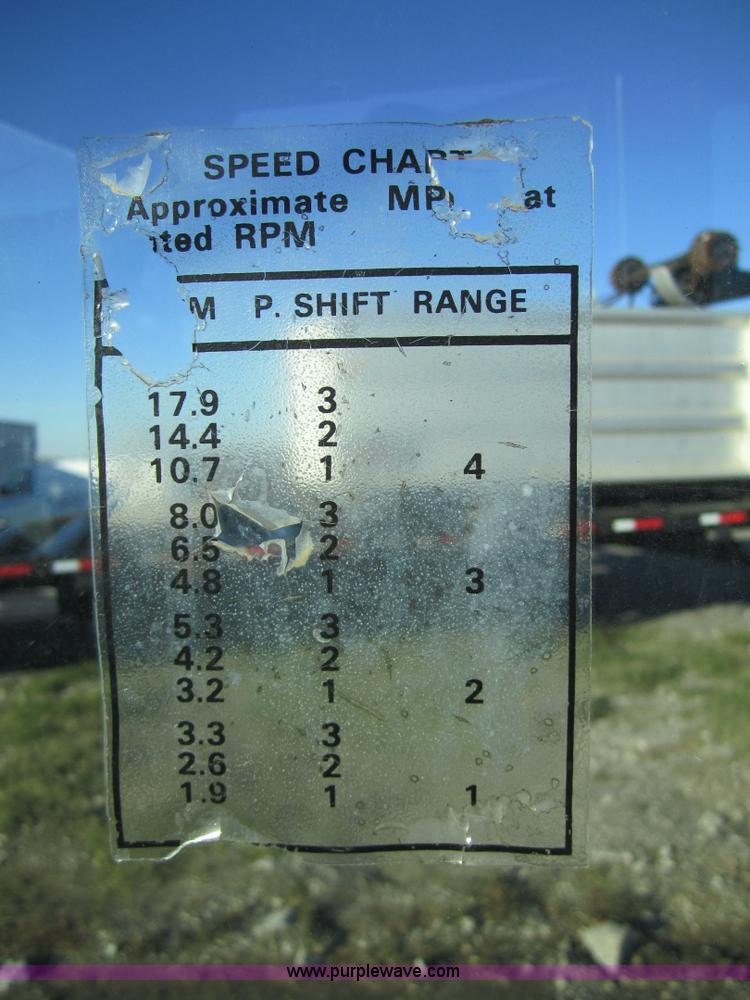 SPEED CHART
Approximate MP at
ted RPM
M P. SHIFT RANGE
17.9 3
14.4 2
10.7 1 4
8.0 3
6.5 2
4.8 1 3
5.3 3
4.2 2
3.2 1 2
3.3 3
2.6 2
1.9 1 1
www.purplewave.com